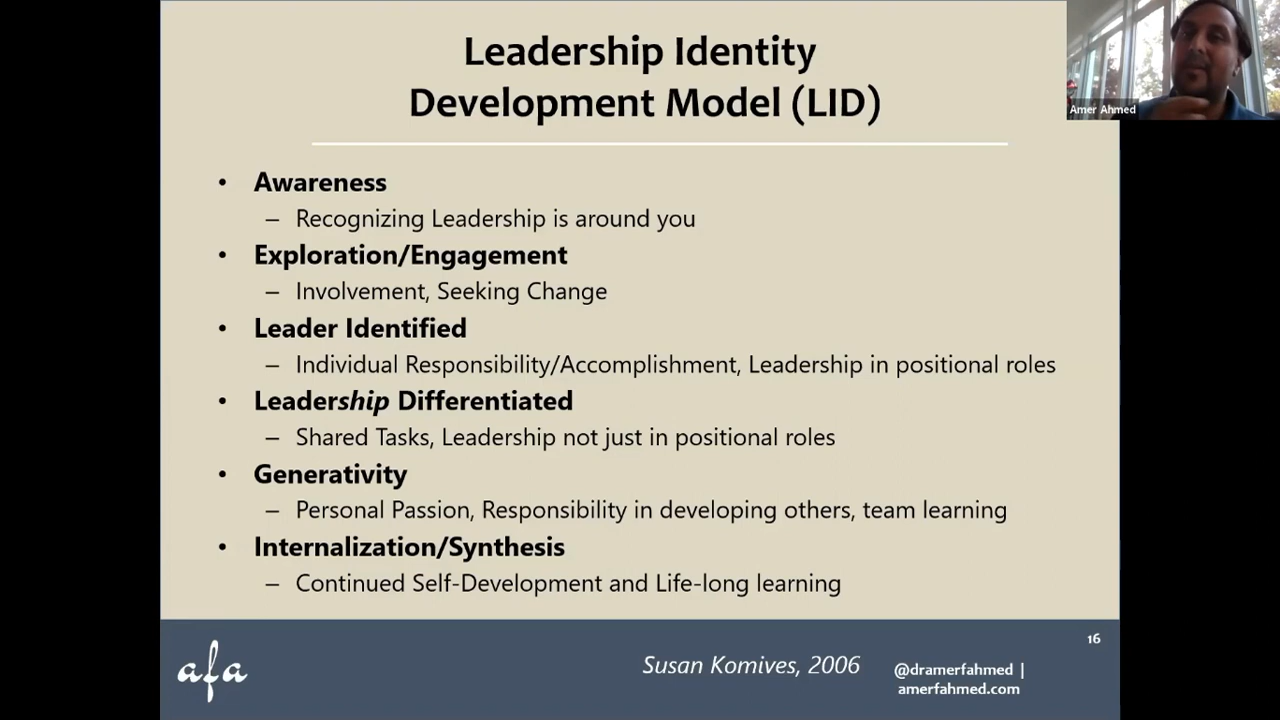 Leadership Identity
Development Model (LID)
Amer Ahmed
• Awareness
– Recognizing Leadership is around you
• Exploration/Engagement
– Involvement, Seeking Change
• Leader Identified
– Individual Responsibility/Accomplishment, Leadership in positional roles
• Leadership Differentiated
– Shared Tasks, Leadership not just in positional roles
• Generativity
– Personal Passion, Responsibility in developing others, team learning
• Internalization/Synthesis
– Continued Self-Development and Life-long learning
16
afa
Susan Komives, 2006
@dramerfahmed |
amerfahmed.com